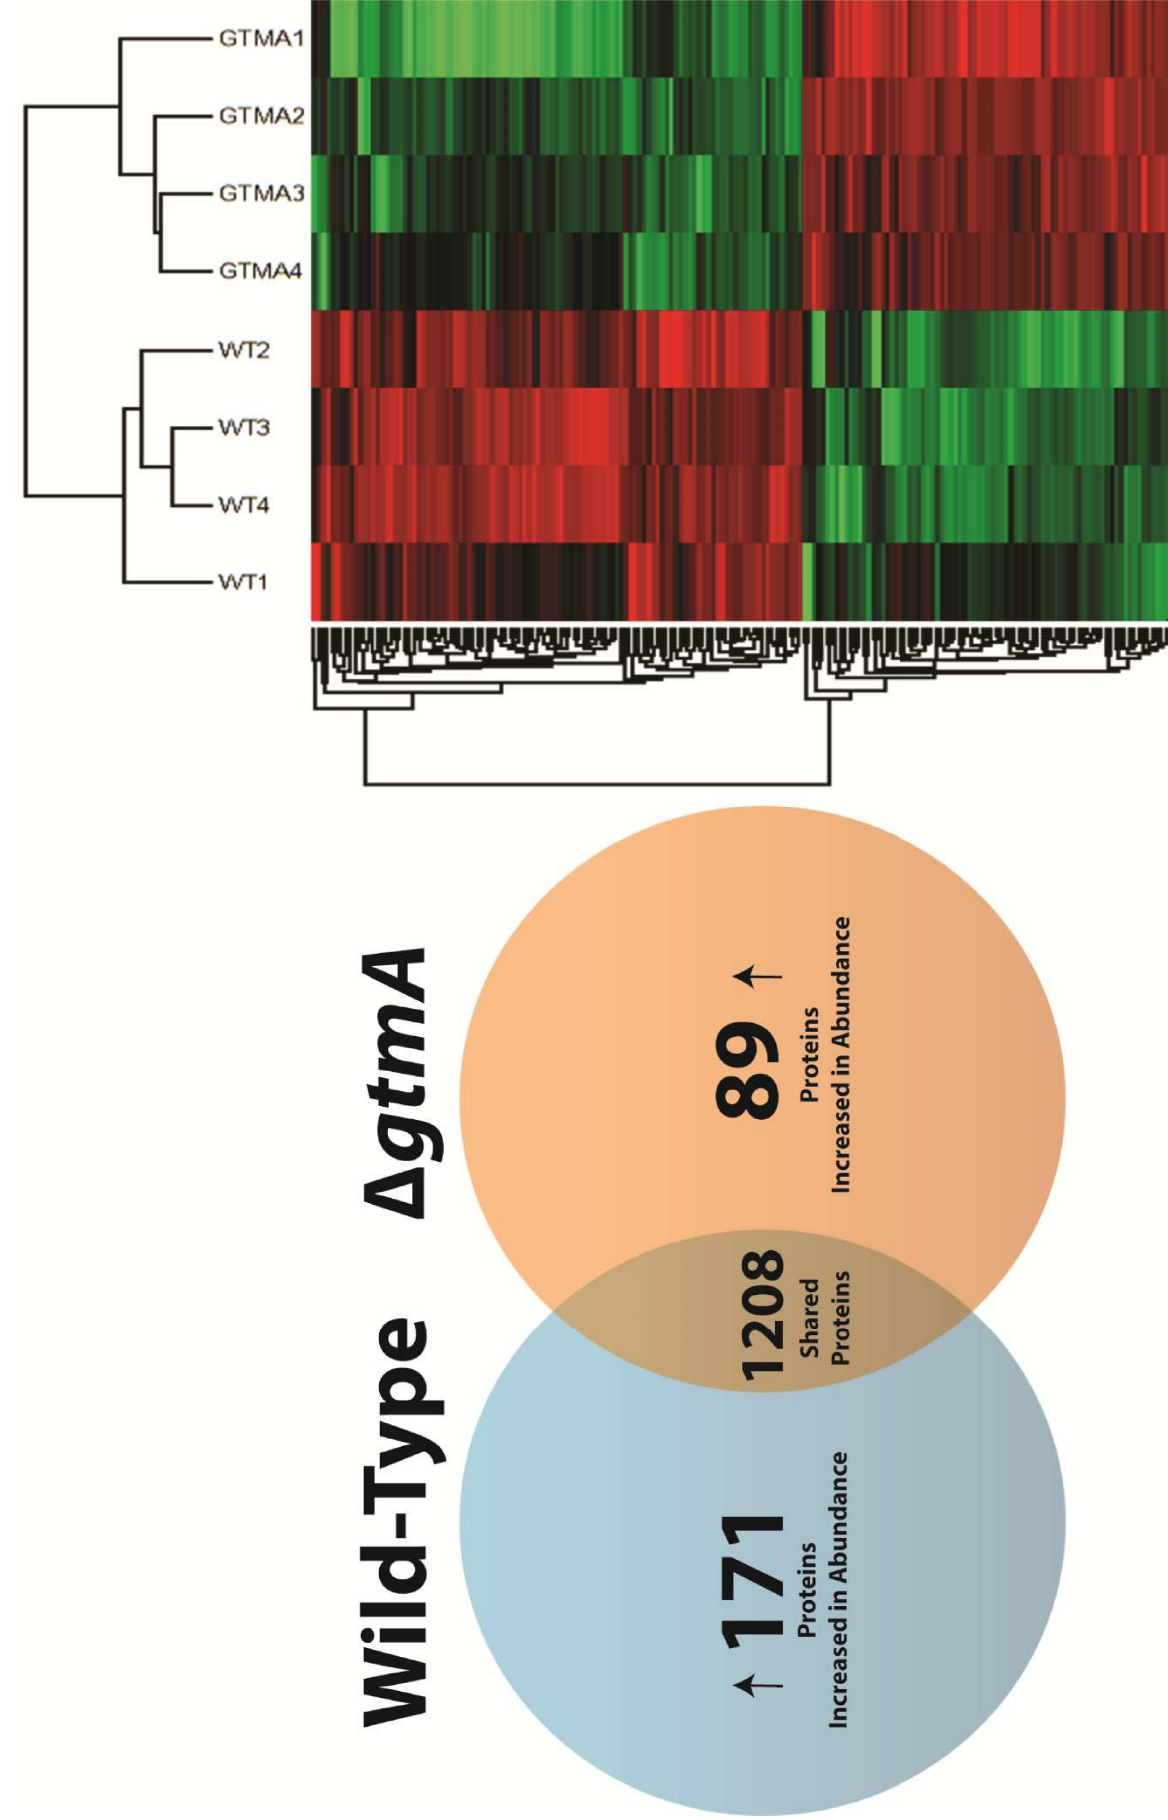 GTMA1
GTMA2
GTMA3
GTMA4
WT2
WT3
WT4
WT1
Wild-Type ΔgtmA
↑ 171
Proteins
Increased in Abundance
1208
Shared
Proteins
89 ↑
Proteins
Increased in Abundance